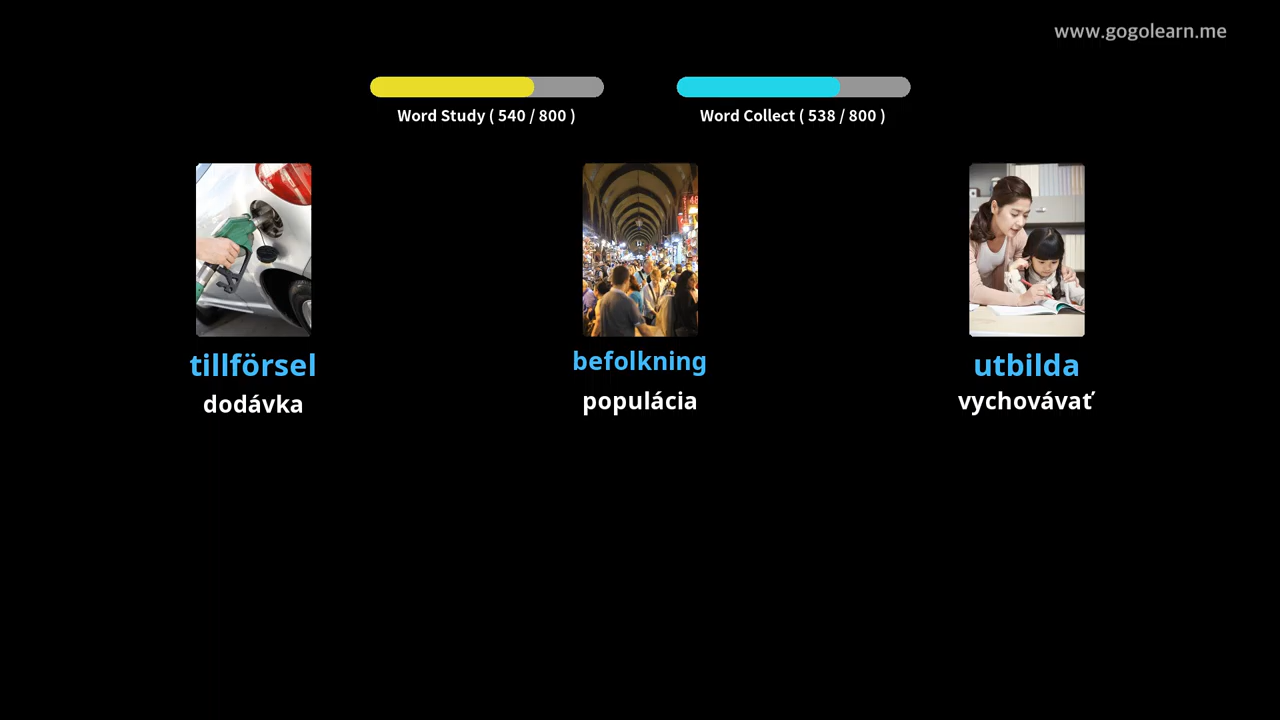 www.gogolearn.me
Word Study ( 540 / 800 )
Word Collect ( 538 / 800 )
tillförsel
befolkning
utbilda
dodávka
populácia
vychovávať